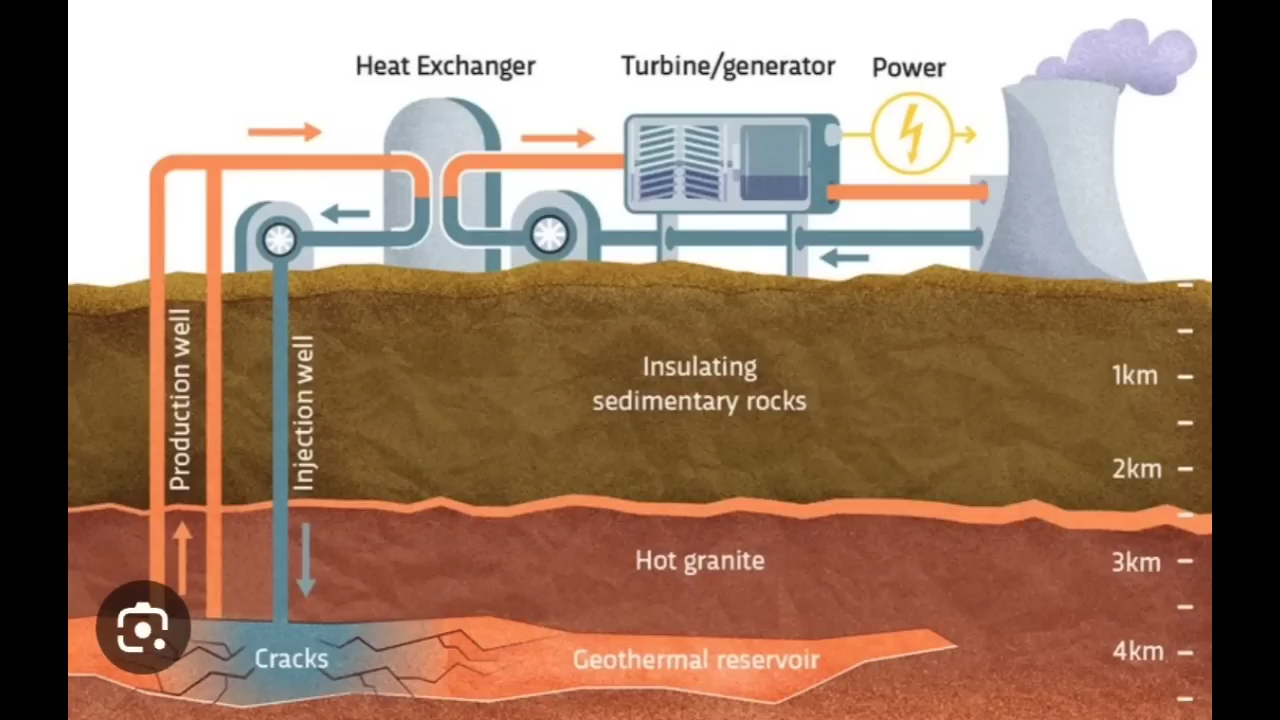 Heat Exchanger
Turbine/generator
Power
Production well
Injection well
Insulating
sedimentary rocks
1km
2km
Hot granite
3km
Cracks
Geothermal reservoir
4km